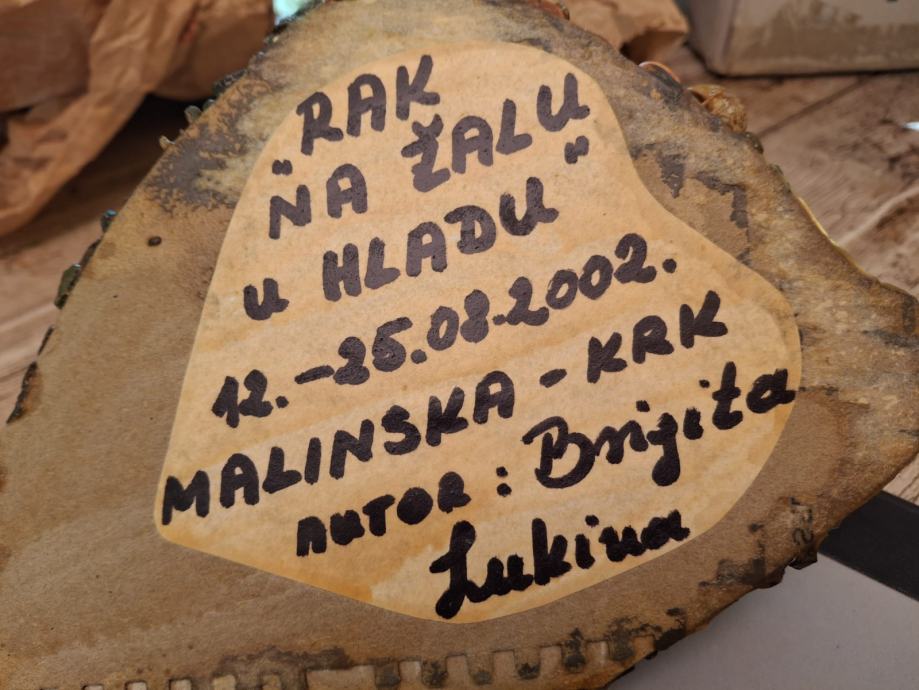 "RAK
NA ŽALU
U HLADU"
12.-25.08.2002.
MALINSKA-KRK
AUTOR: Brigita
Lukina